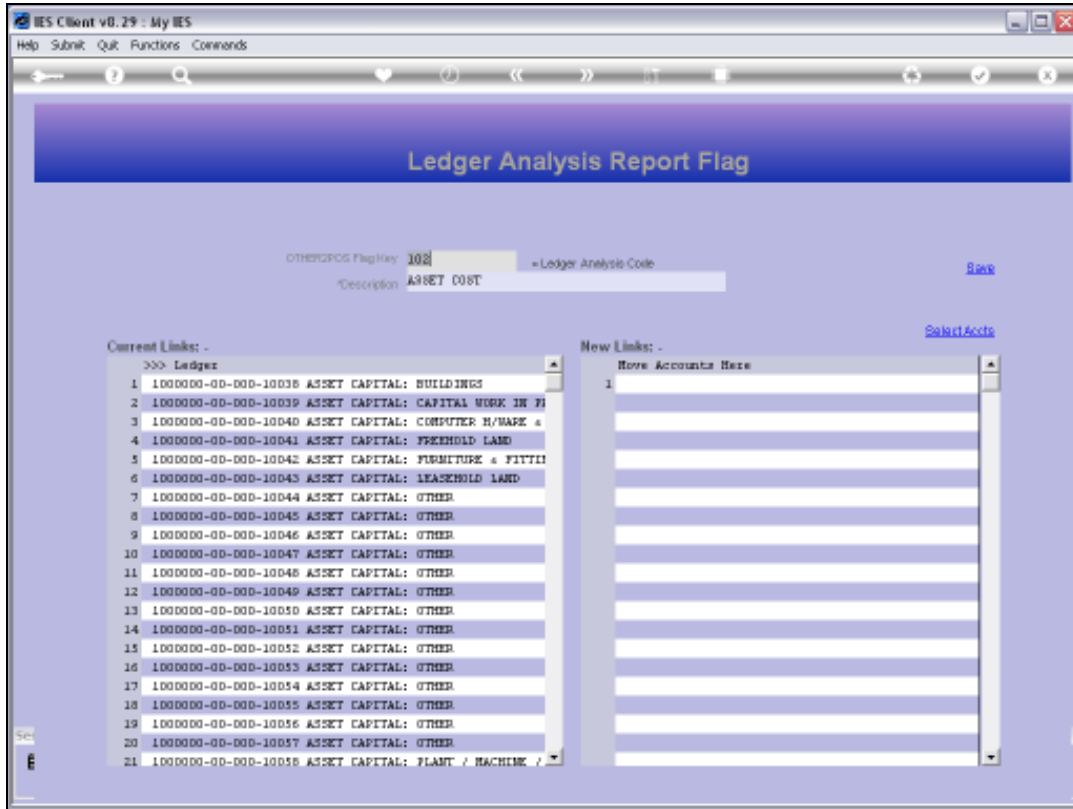 IES Client v8.29 : My IES
Help Submit Quit Functions Commands
Ledger Analysis Report Flag
OTHER2POS Flag Key 102 = Ledger Analysis Code
Save
*Description ASSET COST
Select Accts
Current Links: -
New Links: -
>>> Ledger
Move Accounts Here
1 1000000-00-000-10038 ASSET CAPITAL: BUILDINGS
1
2 1000000-00-000-10039 ASSET CAPITAL: CAPITAL WORK IN
3 1000000-00-000-10040 ASSET CAPITAL: COMPUTER H/WARE &
4 1000000-00-000-10041 ASSET CAPITAL: FREEHOLD LAND
5 1000000-00-000-10042 ASSET CAPITAL: FURNITURE & FITTI
6 1000000-00-000-10043 ASSET CAPITAL: LEASEHOLD LAND
7 1000000-00-000-10044 ASSET CAPITAL: OTHER
8 1000000-00-000-10045 ASSET CAPITAL: OTHER
9 1000000-00-000-10046 ASSET CAPITAL: OTHER
10 1000000-00-000-10047 ASSET CAPITAL: OTHER
11 1000000-00-000-10048 ASSET CAPITAL: OTHER
12 1000000-00-000-10049 ASSET CAPITAL: OTHER
13 1000000-00-000-10050 ASSET CAPITAL: OTHER
14 1000000-00-000-10051 ASSET CAPITAL: OTHER
15 1000000-00-000-10052 ASSET CAPITAL: OTHER
16 1000000-00-000-10053 ASSET CAPITAL: OTHER
17 1000000-00-000-10054 ASSET CAPITAL: OTHER
18 1000000-00-000-10055 ASSET CAPITAL: OTHER
19 1000000-00-000-10056 ASSET CAPITAL: OTHER
20 1000000-00-000-10057 ASSET CAPITAL: OTHER
21 1000000-00-000-10058 ASSET CAPITAL: PLANT / MACHINE /